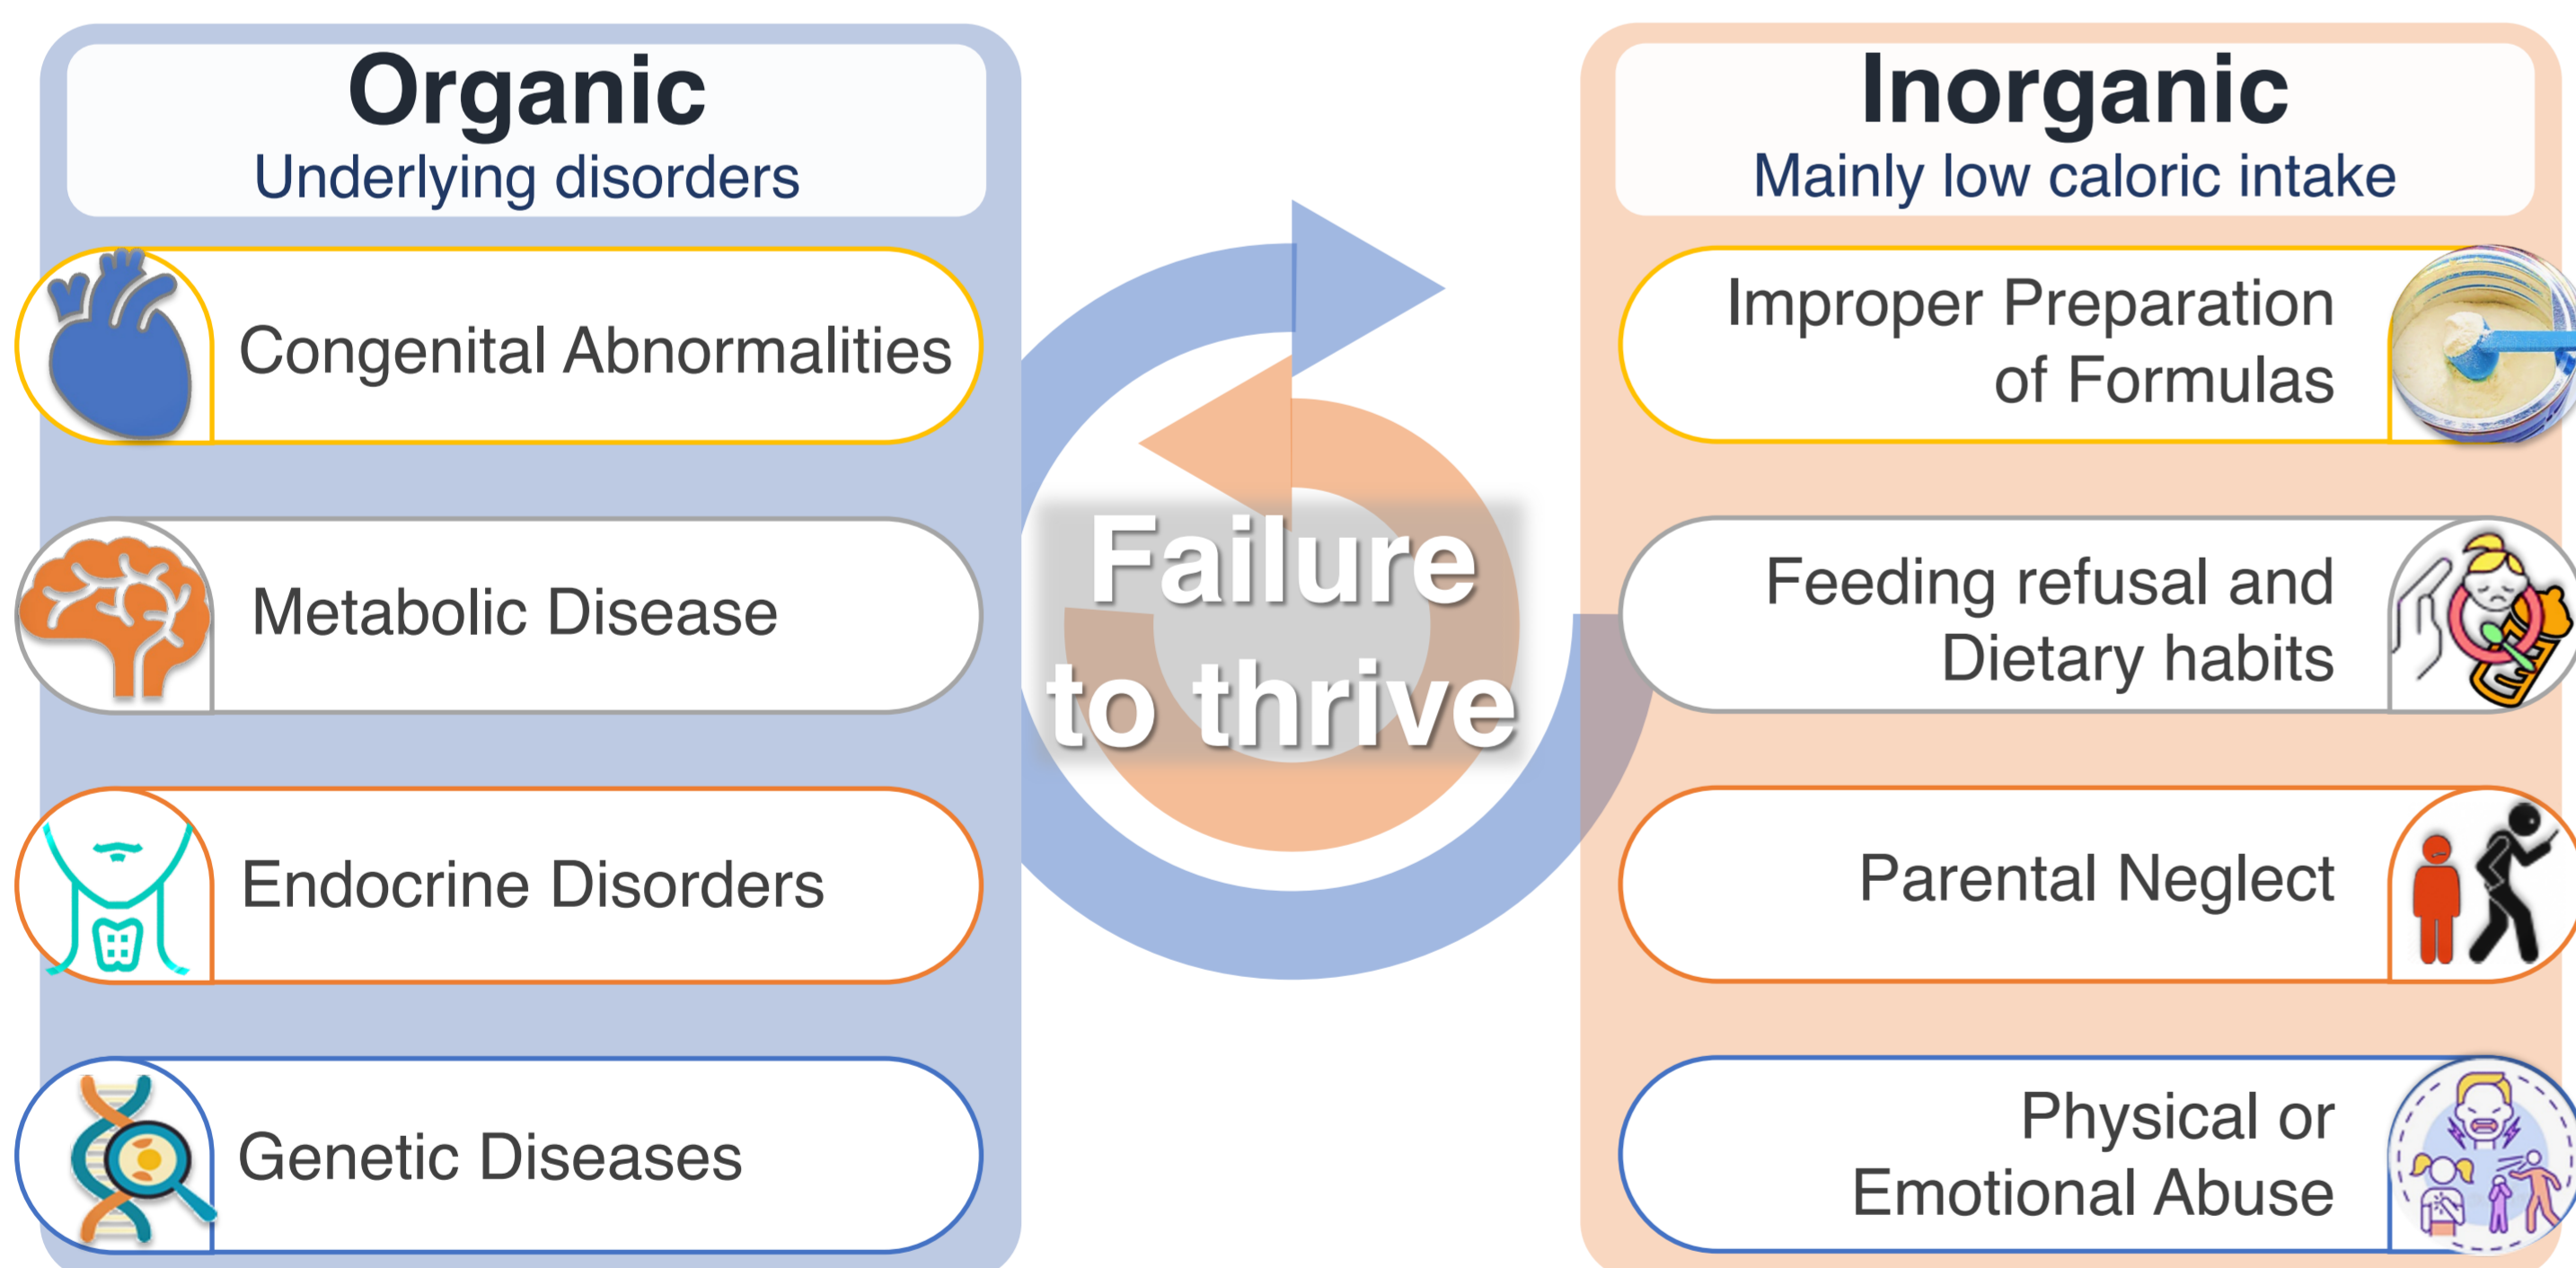 Organic
Underlying disorders
Congenital Abnormalities
Metabolic Disease
Endocrine Disorders
Genetic Diseases
Failure
to thrive
Inorganic
Mainly low caloric intake
Improper Preparation
of Formulas
Feeding refusal and
Dietary habits
Parental Neglect
Physical or
Emotional Abuse